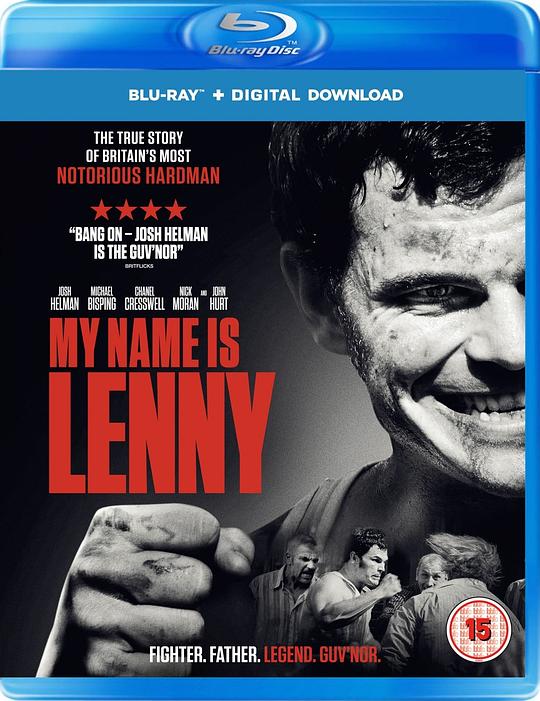 Blu-ray Disc™
BLU-RAY™ + DIGITAL DOWNLOAD
THE TRUE STORY
OF BRITAIN'S MOST
NOTORIOUS HARDMAN
★★★★
“BANG ON – JOSH HELMAN
IS THE GUV'NOR”
BRITFLICKS
JOSH HELMAN MICHAEL BISPING CHANEL CRESSWELL NICK MORAN AND JOHN HURT
MY NAME IS
LENNY
15
FIGHTER. FATHER. LEGEND. GUV'NOR.